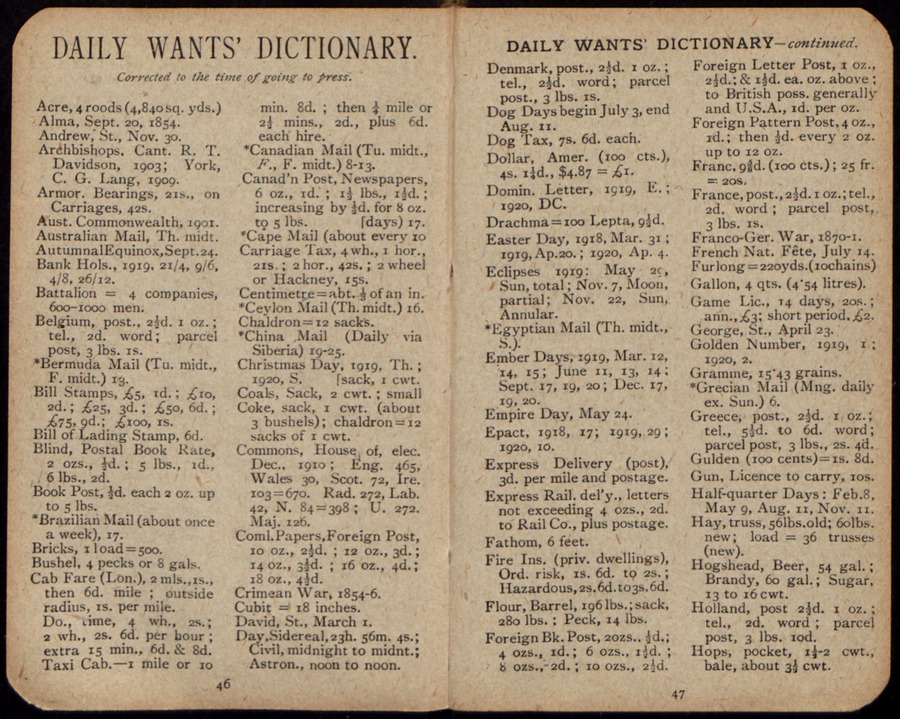 DAILY WANTS' DICTIONARY.
Corrected to the time of going to press.
Acre, 4 roods (4,840 sq. yds.)
Alma, Sept. 20, 1854.
Andrew, St., Nov. 30.
Archbishops, Cant. R. T.
Davidson, 1903; York,
C. G. Lang, 1909.
Armor. Bearings, 21s., on
Carriages, 42s.
Aust. Commonwealth, 1901.
Australian Mail, Th. midt.
Autumnal Equinox, Sept. 24.
Bank Hols., 1919, 21/4, 9/6,
4/8, 26/12.
Battalion = 4 companies,
600-1000 men.
Belgium, post., 2½d. 1 oz.;
tel., 2d. word; parcel
post, 3 lbs. 1s.
*Bermuda Mail (Tu. midt.,
F. midt.) 13.
Bill Stamps, £5, 1d.; £10,
2d.; £25, 3d.; £50, 6d.;
£75, 9d.; £100, 1s.
Bill of Lading Stamp, 6d.
Blind, Postal Book Rate,
2 ozs., ½d.; 5 lbs., 1d.,
6 lbs., 2d.
Book Post, ½d. each 2 oz. up
to 5 lbs.
*Brazilian Mail (about once
a week), 17.
Bricks, 1 load = 500.
Bushel, 4 pecks or 8 gals.
Cab Fare (Lon.), 2 mls., 1s.,
then 6d. mile; outside
radius, 1s. per mile.
Do., time, 4 wh., 2s.;
2 wh., 2s. 6d. per hour;
extra 15 min., 6d. & 8d.
Taxi Cab.—1 mile or 10
min. 8d.; then ¼ mile or
2½ mins., 2d., plus 6d.
each hire.
*Canadian Mail (Tu. midt.,
F., F. midt.) 8-13.
Canad'n Post, Newspapers,
6 oz., 1d.; 1½ lbs., 1½d.;
increasing by ½d. for 8 oz.
to 5 lbs. [days) 17.
*Cape Mail (about every 10
Carriage Tax, 4 wh., 1 hor.,
21s.; 2 hor., 42s.; 2 wheel
or Hackney, 15s.
Centimetre = abt. ⅓ of an in.
*Ceylon Mail (Th. midt.) 16.
Chaldron = 12 sacks.
*China Mail (Daily via
Siberia) 19-25.
Christmas Day, 1919, Th.;
1920, S. [sack, 1 cwt.
Coals, Sack, 2 cwt.; small
Coke, sack, 1 cwt. (about
3 bushels); chaldron = 12
sacks of 1 cwt.
Commons, House of, elec.
Dec., 1910; Eng. 465,
Wales 30, Scot. 72, Ire.
103 = 670. Rad. 272, Lab.
42, N. 84 = 398; U. 272.
Maj. 126.
Coml. Papers, Foreign Post,
10 oz., 2½d.; 12 oz., 3d.;
14 oz., 3½d.; 16 oz., 4d.;
18 oz., 4½d.
Crimean War, 1854-6.
Cubit = 18 inches.
David, St., March 1.
Day, Sidereal, 23h. 56m. 4s.;
Civil, midnight to midnt.;
Astron., noon to noon.
46
DAILY WANTS' DICTIONARY—continued.
Denmark, post., 2½d. 1 oz.;
tel., 2½d. word; parcel
post., 3 lbs. 1s.
Dog Days begin July 3, end
Aug. 11.
Dog Tax, 7s. 6d. each.
Dollar, Amer. (100 cts.),
4s. 1½d., $4.87 = £1.
Domin. Letter, 1919, E.;
1920, DC.
Drachma = 100 Lepta, 9½d.
Easter Day, 1918, Mar. 31;
1919, Ap. 20.; 1920, Ap. 4.
Eclipses 1919: May 29,
Sun, total; Nov. 7, Moon,
partial; Nov. 22, Sun,
Annular.
*Egyptian Mail (Th. midt.,
S.).
Ember Days, 1919, Mar. 12,
14, 15; June 11, 13, 14;
Sept. 17, 19, 20; Dec. 17,
19, 20.
Empire Day, May 24.
Epact, 1918, 17; 1919, 29;
1920, 10.
Express Delivery (post),
3d. per mile and postage.
Express Rail. del'y., letters
not exceeding 4 ozs., 2d.
to Rail Co., plus postage.
Fathom, 6 feet.
Fire Ins. (priv. dwellings),
Ord. risk, 1s. 6d. to 2s.;
Hazardous, 2s. 6d. to 3s. 6d.
Flour, Barrel, 196 lbs.; sack,
280 lbs.: Peck, 14 lbs.
Foreign Bk. Post, 2 ozs., ½d.;
4 ozs., 1d.; 6 ozs., 1½d.;
8 ozs., 2d.; 10 ozs., 2½d.
Foreign Letter Post, 1 oz.,
2½d.; & 1½d. ea. oz. above;
to British poss. generally
and U.S.A., 1d. per oz.
Foreign Pattern Post, 4 oz.,
1d.; then ½d. every 2 oz.
up to 12 oz.
Franc, 9⅝d. (100 cts.); 25 fr.
= 20s.
France, post., 2½d. 1 oz.; tel.,
2d. word; parcel post,
3 lbs. 1s.
Franco-Ger. War, 1870-1.
French Nat. Fête, July 14.
Furlong = 220 yds. (10 chains)
Gallon, 4 qts. (4·54 litres).
Game Lic., 14 days, 20s.;
ann., £3; short period, £2.
George, St., April 23.
Golden Number, 1919, 1;
1920, 2.
Gramme, 15·43 grains.
*Grecian Mail (Mng. daily
ex. Sun.) 6.
Greece, post., 2½d. 1 oz.;
tel., 5½d. to 6d. word;
parcel post, 3 lbs., 2s. 4d.
Gulden (100 cents) = 1s. 8d.
Gun, Licence to carry, 10s.
Half-quarter Days: Feb. 8,
May 9, Aug. 11, Nov. 11.
Hay, truss, 56 lbs. old; 60 lbs.
new; load = 36 trusses
(new).
Hogshead, Beer, 54 gal.;
Brandy, 60 gal.; Sugar,
13 to 16 cwt.
Holland, post 2½d. 1 oz.;
tel., 2d. word; parcel
post, 3 lbs. 10d.
Hops, pocket, 1½-2 cwt.,
bale, about 3½ cwt.
47